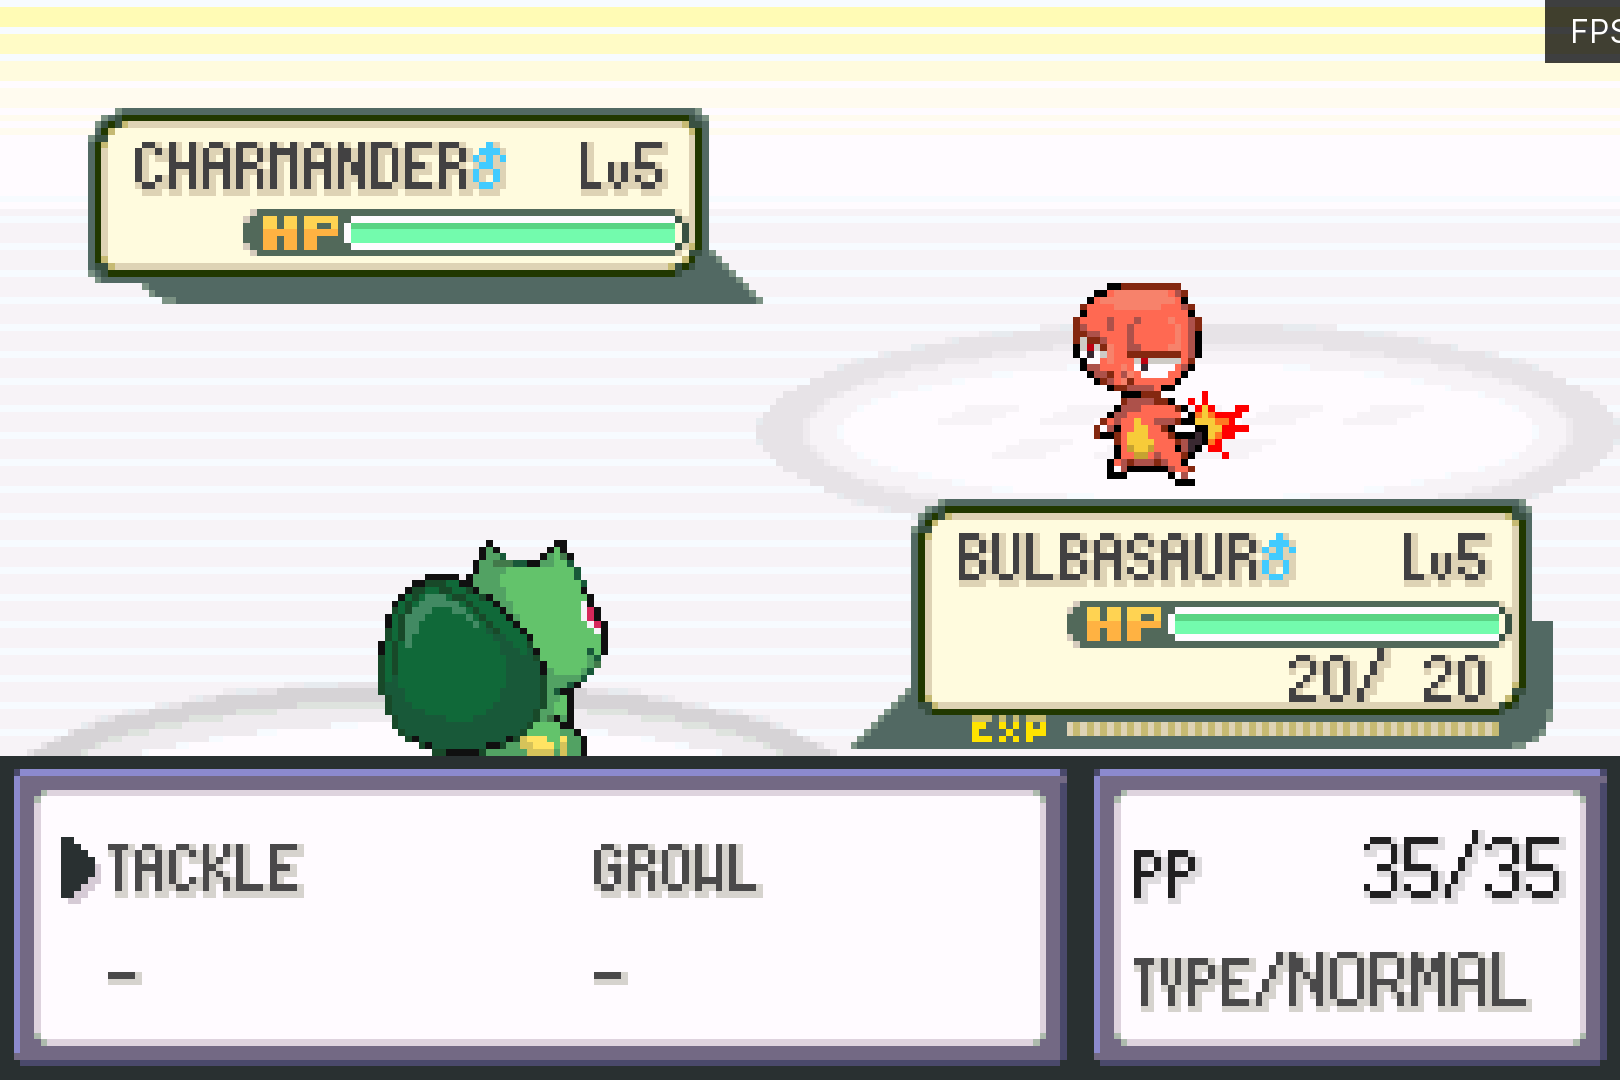 FPS
CHARMANDER♂ Lv5
HP
BULBASAUR♂ Lv5
HP
20/ 20
EXP
TACKLE GROWL
- -
PP 35/35
TYPE/NORMAL